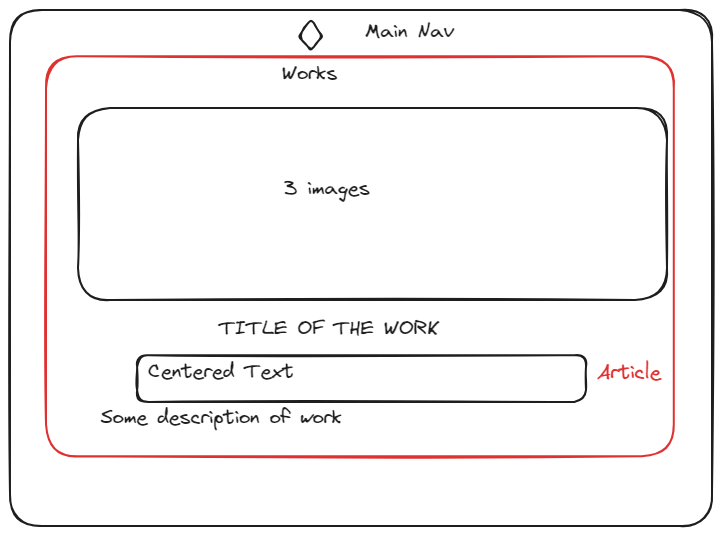 Main Nav
Works
3 images
TITLE OF THE WORK
Centered Text
Article
Some description of work